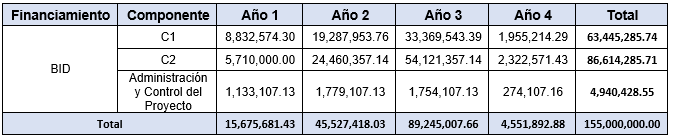 Financiamiento Componente Año 1 Año 2 Año 3 Año 4 Total
BID
C1 8,832,574.30 19,287,953.76 33,369,543.39 1,955,214.29 63,445,285.74
C2 5,710,000.00 24,460,357.14 54,121,357.14 2,322,571.43 86,614,285.71
Administración
y Control del
Proyecto
1,133,107.13 1,779,107.13 1,754,107.13 274,107.16 4,940,428.55
Total 15,675,681.43 45,527,418.03 89,245,007.66 4,551,892.88 155,000,000.00